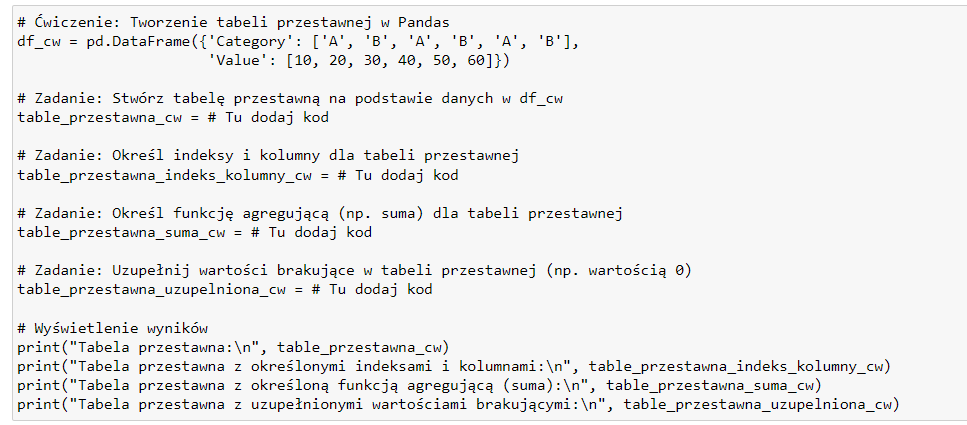 # Ćwiczenie: Tworzenie tabeli przestawnej w Pandas
df_cw = pd.DataFrame({'Category': ['A', 'B', 'A', 'B', 'A', 'B'],
                      'Value': [10, 20, 30, 40, 50, 60]})

# Zadanie: Stwórz tabelę przestawną na podstawie danych w df_cw
table_przestawna_cw = # Tu dodaj kod

# Zadanie: Określ indeksy i kolumny dla tabeli przestawnej
table_przestawna_indeks_kolumny_cw = # Tu dodaj kod

# Zadanie: Określ funkcję agregującą (np. suma) dla tabeli przestawnej
table_przestawna_suma_cw = # Tu dodaj kod

# Zadanie: Uzupełnij wartości brakujące w tabeli przestawnej (np. wartością 0)
table_przestawna_uzupelniona_cw = # Tu dodaj kod

# Wyświetlenie wyników
print("Tabela przestawna:\n", table_przestawna_cw)
print("Tabela przestawna z określonymi indeksami i kolumnami:\n", table_przestawna_indeks_kolumny_cw)
print("Tabela przestawna z określoną funkcją agregującą (suma):\n", table_przestawna_suma_cw)
print("Tabela przestawna z uzupełnionymi wartościami brakującymi:\n", table_przestawna_uzupelniona_cw)